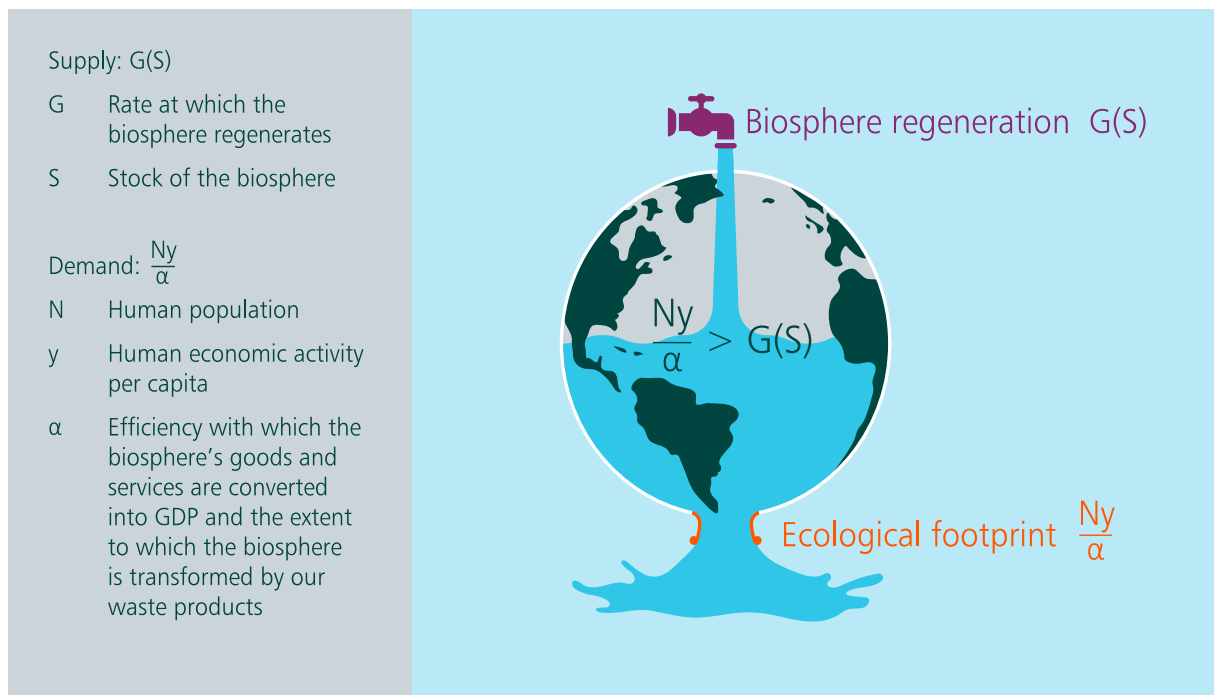 Supply: G(S)
G Rate at which the
biosphere regenerates
S Stock of the biosphere
Demand: Ny/α
N Human population
y Human economic activity
per capita
α Efficiency with which the
biosphere’s goods and
services are converted
into GDP and the extent
to which the biosphere
is transformed by our
waste products
Biosphere regeneration G(S)
Ny/α > G(S)
Ecological footprint Ny/α